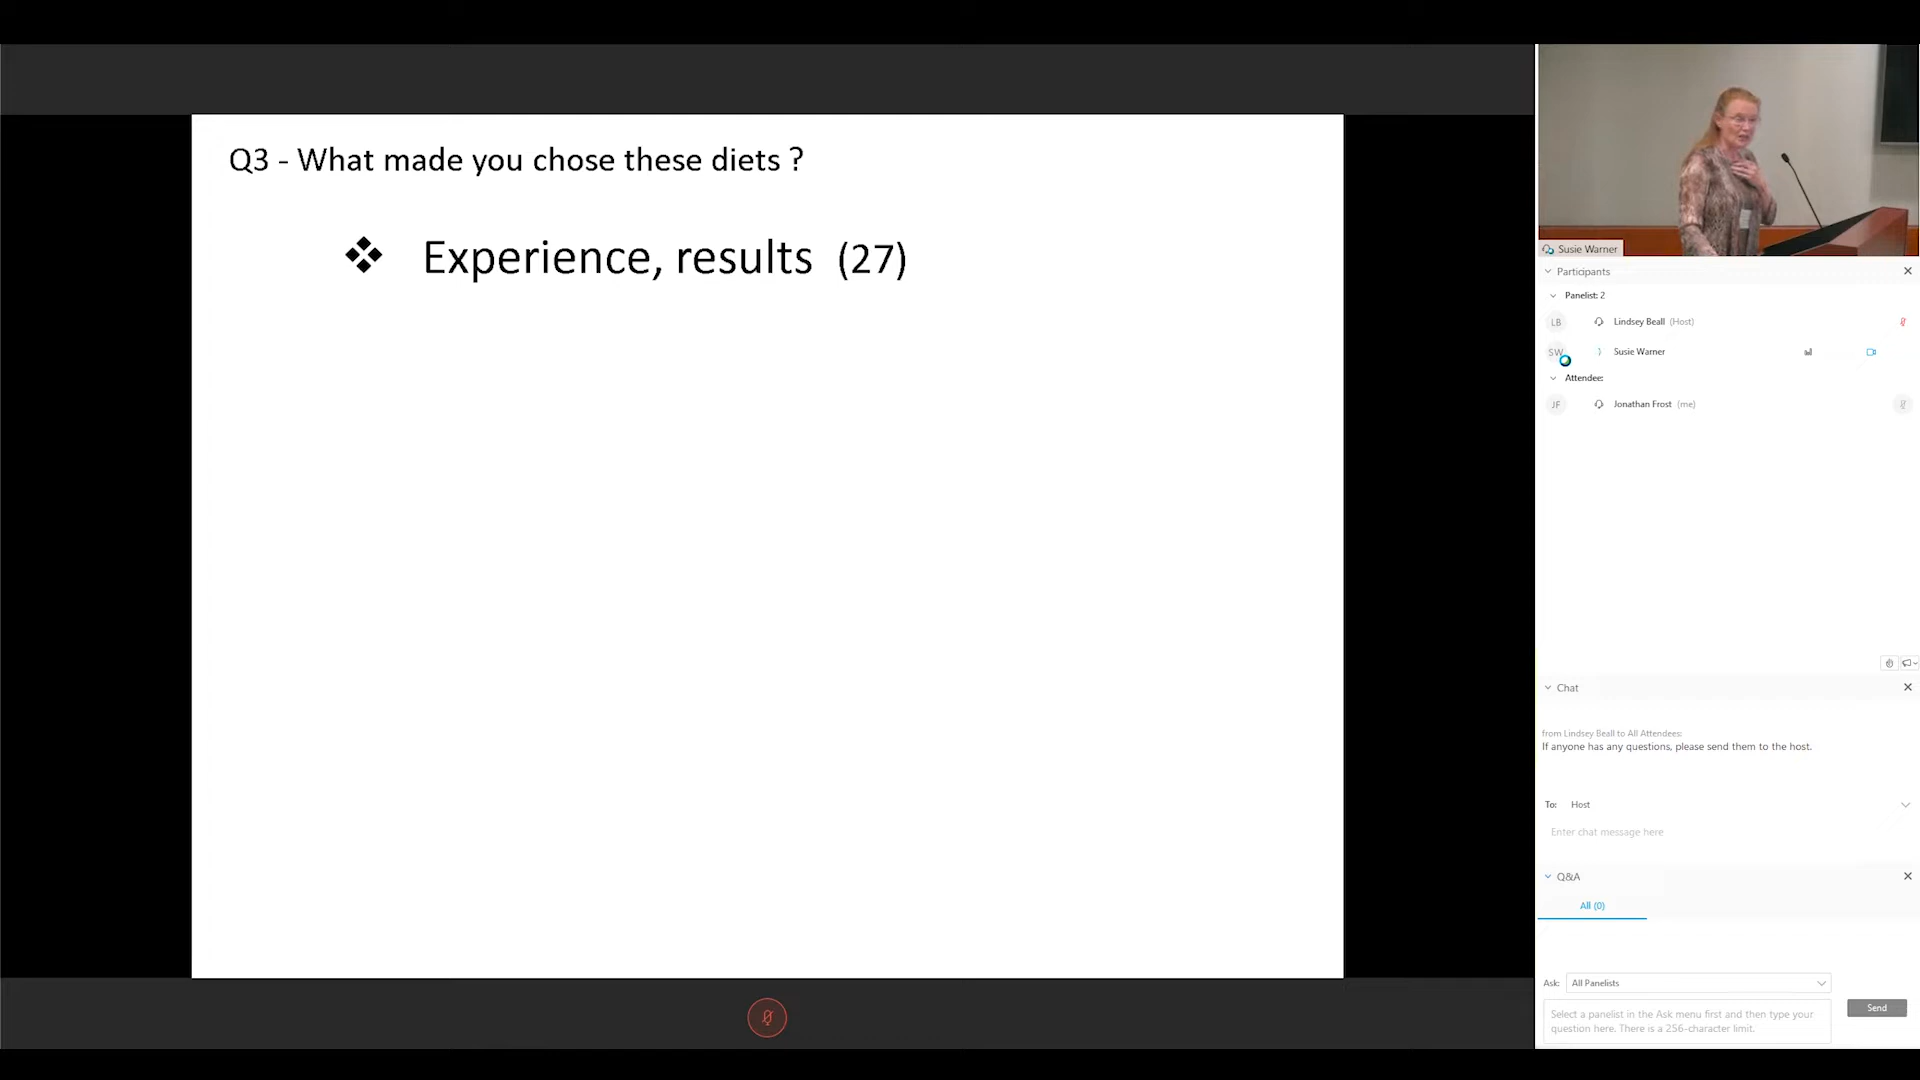 Q3 - What made you chose these diets ?
❖ Experience, results (27)
Susie Warner
Participants
Panelist: 2
LB Lindsey Beall (Host)
SW Susie Warner
Attendee:
JF Jonathan Frost (me)
Chat
from Lindsey Beall to All Attendees:
If anyone has any questions, please send them to the host.
To: Host
Enter chat message here
Q&A
All (0)
Ask: All Panelists
Select a panelist in the Ask menu first and then type your
question here. There is a 256-character limit.
Send